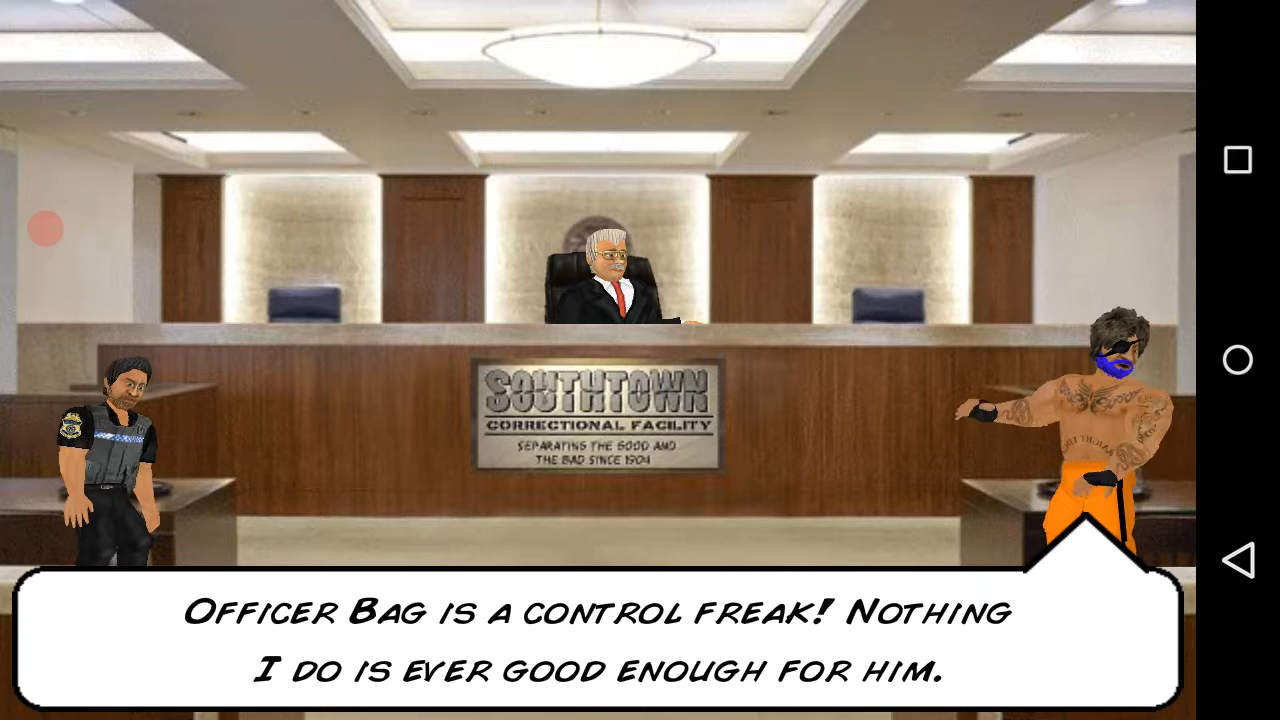 SOUTHTOWN
CORRECTIONAL FACILITY
SEPARATING THE GOOD AND
THE BAD SINCE 1904
OFFICER BAG IS A CONTROL FREAK! NOTHING
I DO IS EVER GOOD ENOUGH FOR HIM.